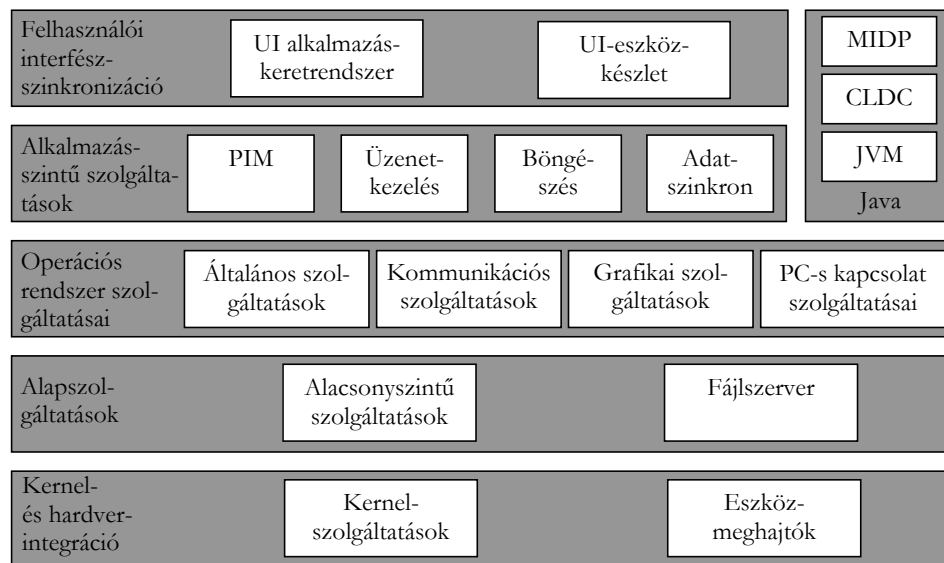 Felhasználói
interfész-
szinkronizáció
UI alkalmazás-
keretrendszer
UI-eszköz-
készlet
MIDP
CLDC
JVM
Java
Alkalmazás-
szintű szolgálta-
tások
PIM
Üzenet-
kezelés
Böngé-
szés
Adat-
szinkron
Operációs
rendszer szol-
gáltatásai
Általános szol-
gáltatások
Kommunikációs
szolgáltatások
Grafikai szol-
gáltatások
PC-s kapcsolat
szolgáltatásai
Alapszol-
gáltatások
Alacsonyszintű
szolgáltatások
Fájlszerver
Kernel-
és hardver-
integráció
Kernel-
szolgáltatások
Eszköz-
meghajtók